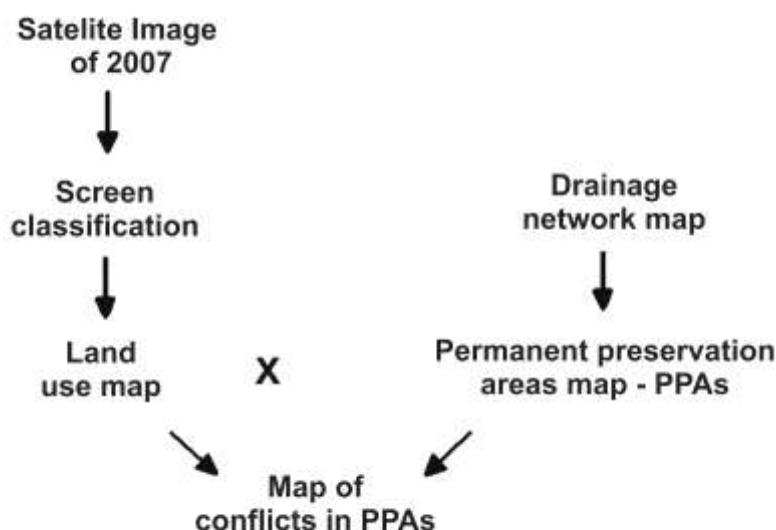 Satelite Image
of 2007
Screen
classification
Drainage
network map
Land
use map
X
Permanent preservation
areas map - PPAs
Map of
conflicts in PPAs